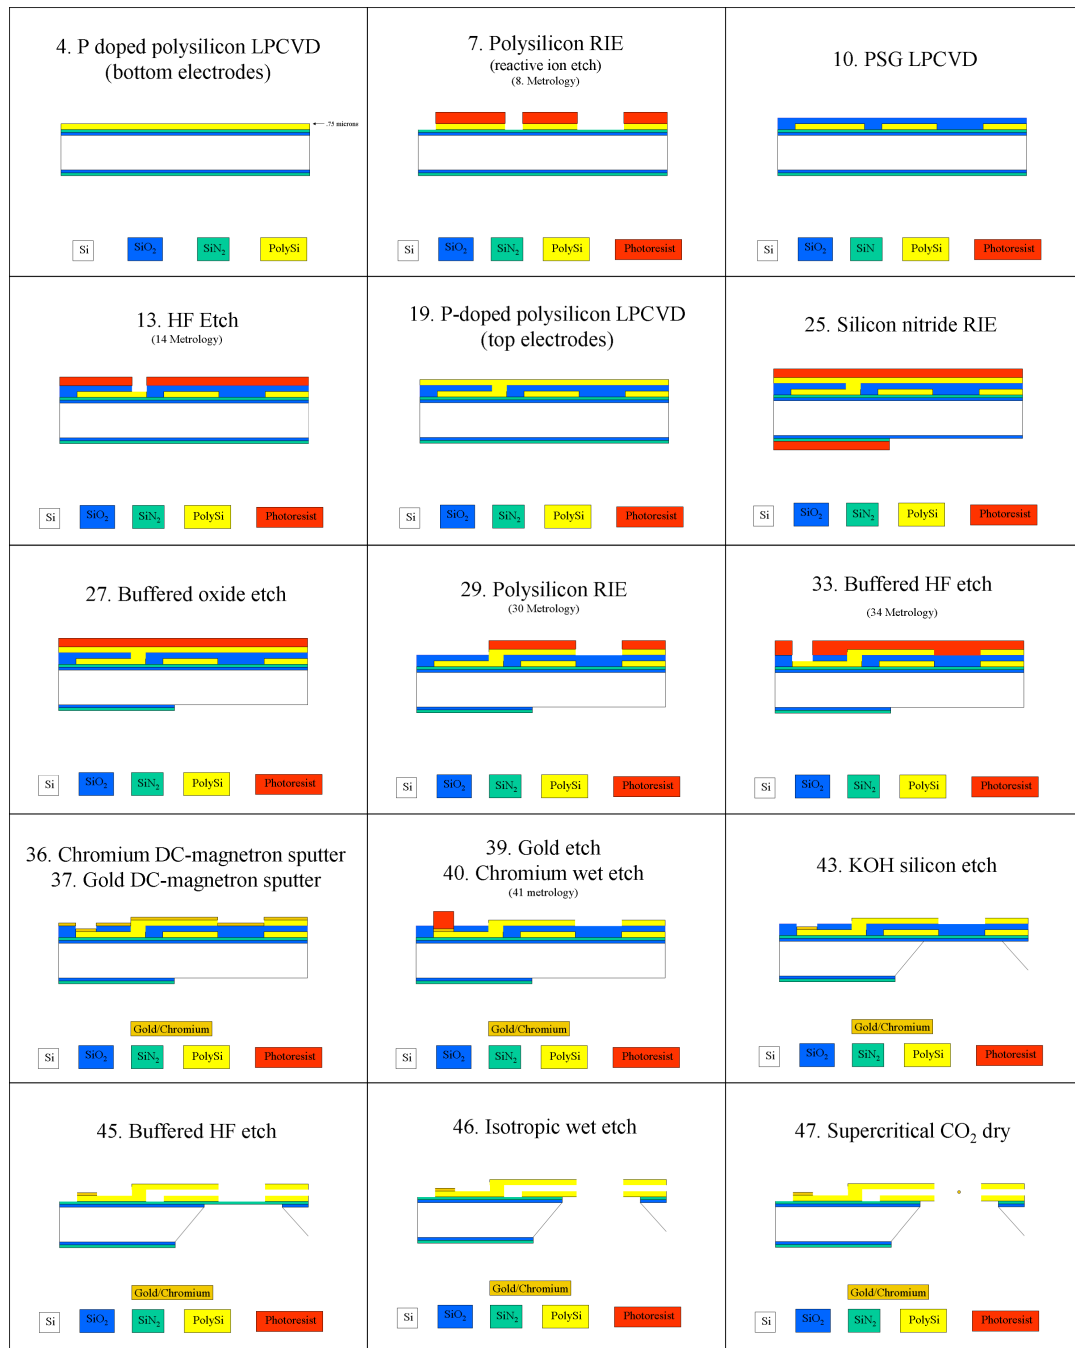 4. P doped polysilicon LPCVD
(bottom electrodes)
.75 microns
Si SiO₂ SiN₂ PolySi
7. Polysilicon RIE
(reactive ion etch)
(8. Metrology)
Si SiO₂ SiN₂ PolySi Photoresist
10. PSG LPCVD
Si SiO₂ SiN PolySi Photoresist
13. HF Etch
(14 Metrology)
Si SiO₂ SiN₂ PolySi Photoresist
19. P-doped polysilicon LPCVD
(top electrodes)
Si SiO₂ SiN₂ PolySi Photoresist
25. Silicon nitride RIE
Si SiO₂ SiN₂ PolySi Photoresist
27. Buffered oxide etch
Si SiO₂ SiN₂ PolySi Photoresist
29. Polysilicon RIE
(30 Metrology)
Si SiO₂ SiN₂ PolySi Photoresist
33. Buffered HF etch
(34 Metrology)
Si SiO₂ SiN₂ PolySi Photoresist
36. Chromium DC-magnetron sputter
37. Gold DC-magnetron sputter
Gold/Chromium
Si SiO₂ SiN₂ PolySi Photoresist
39. Gold etch
40. Chromium wet etch
(41 metrology)
Gold/Chromium
Si SiO₂ SiN₂ PolySi Photoresist
43. KOH silicon etch
Gold/Chromium
Si SiO₂ SiN₂ PolySi Photoresist
45. Buffered HF etch
Gold/Chromium
Si SiO₂ SiN₂ PolySi Photoresist
46. Isotropic wet etch
Gold/Chromium
Si SiO₂ SiN₂ PolySi Photoresist
47. Supercritical CO₂ dry
Gold/Chromium
Si SiO₂ SiN₂ PolySi Photoresist